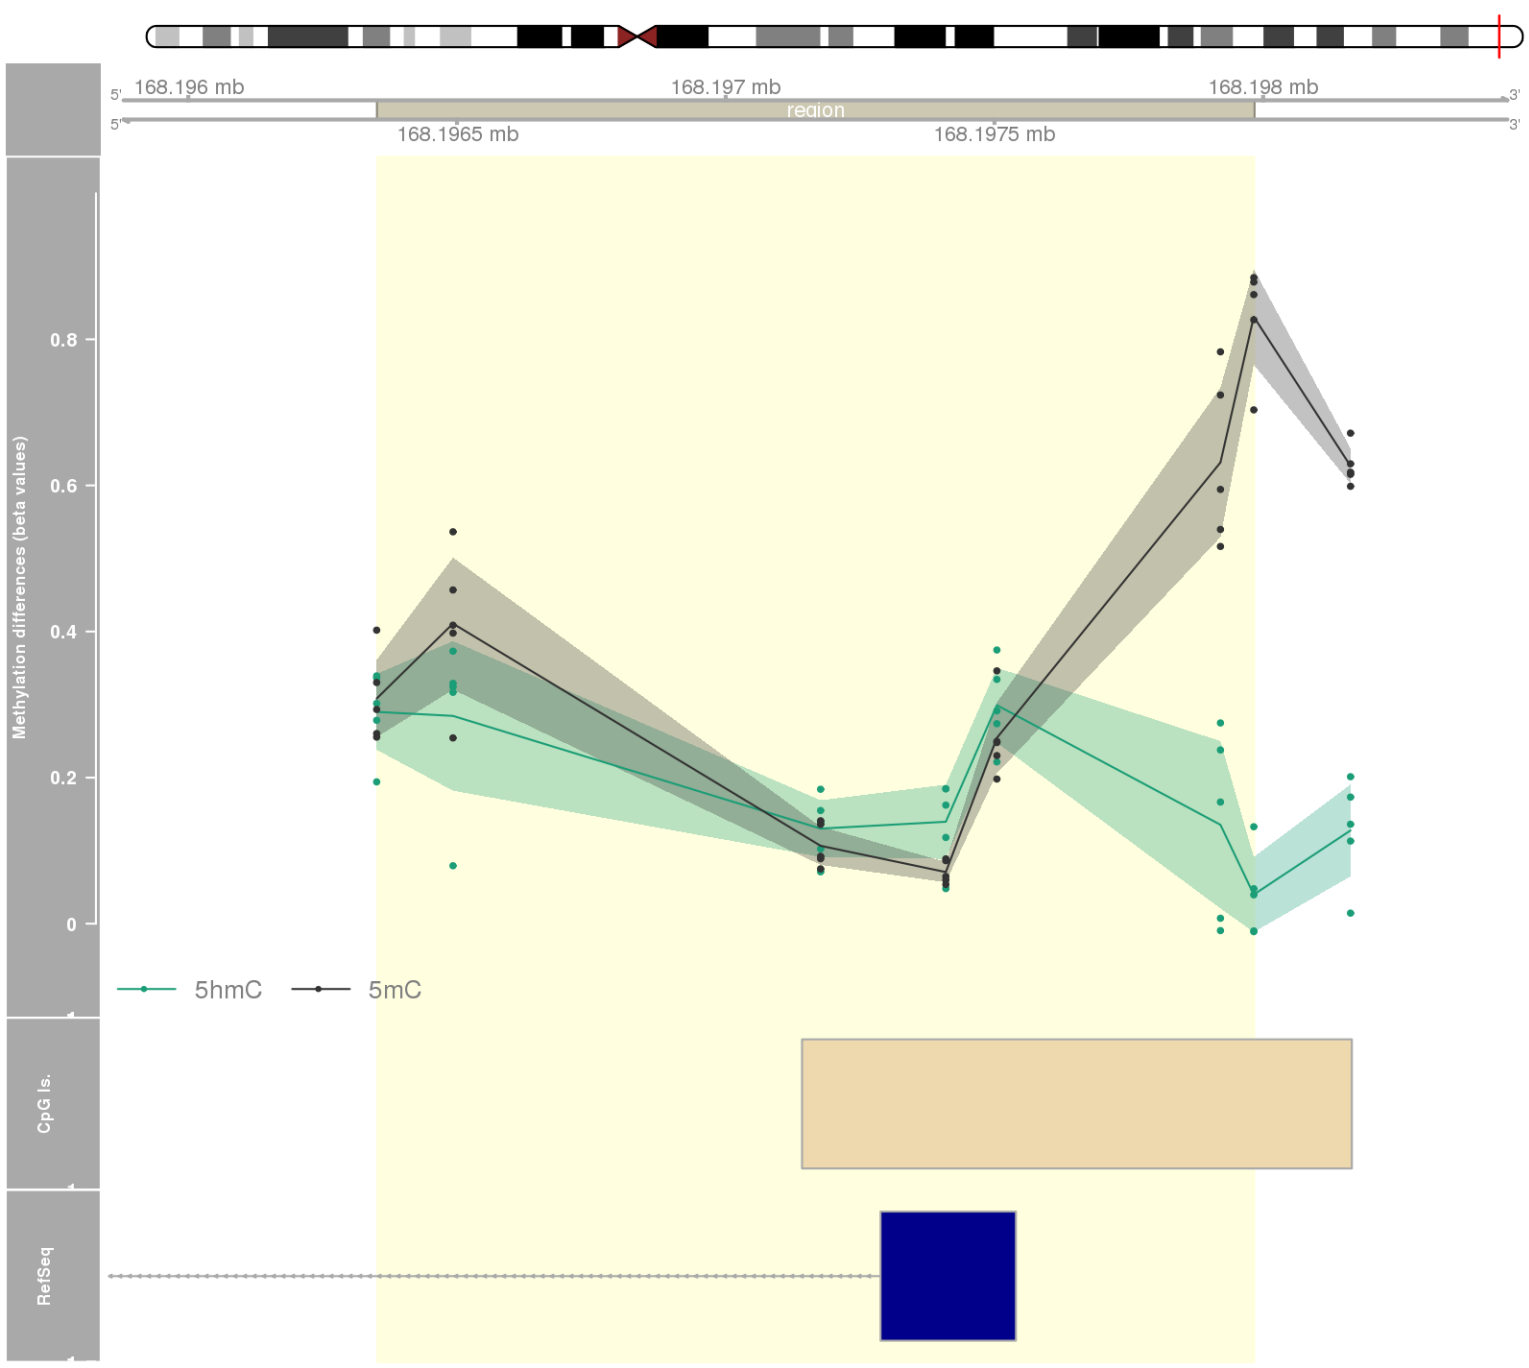 168.196 mb 168.197 mb 168.198 mb
5' 3'
region
5' 3'
168.1965 mb 168.1975 mb
Methylation differences (beta values)
0.8
0.6
0.4
0.2
0
5hmC 5mC
CpG Is.
RefSeq